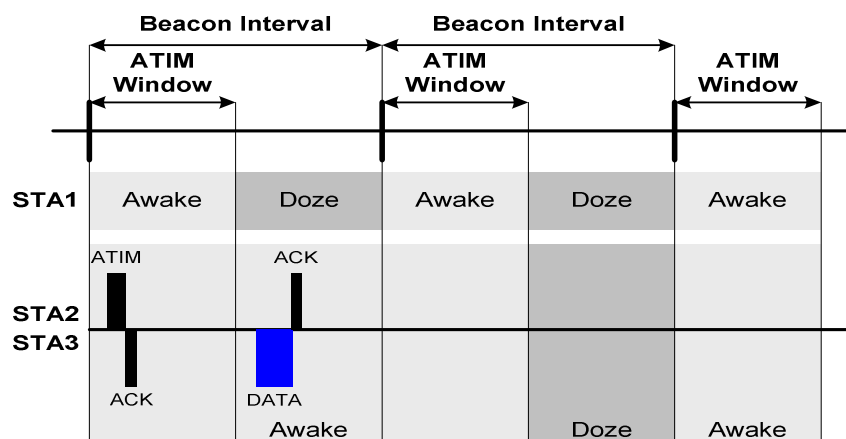 Beacon Interval Beacon Interval
ATIM Window ATIM Window ATIM Window
STA1 Awake Doze Awake Doze Awake
ATIM ACK
STA2
STA3
ACK DATA
Awake Doze Awake